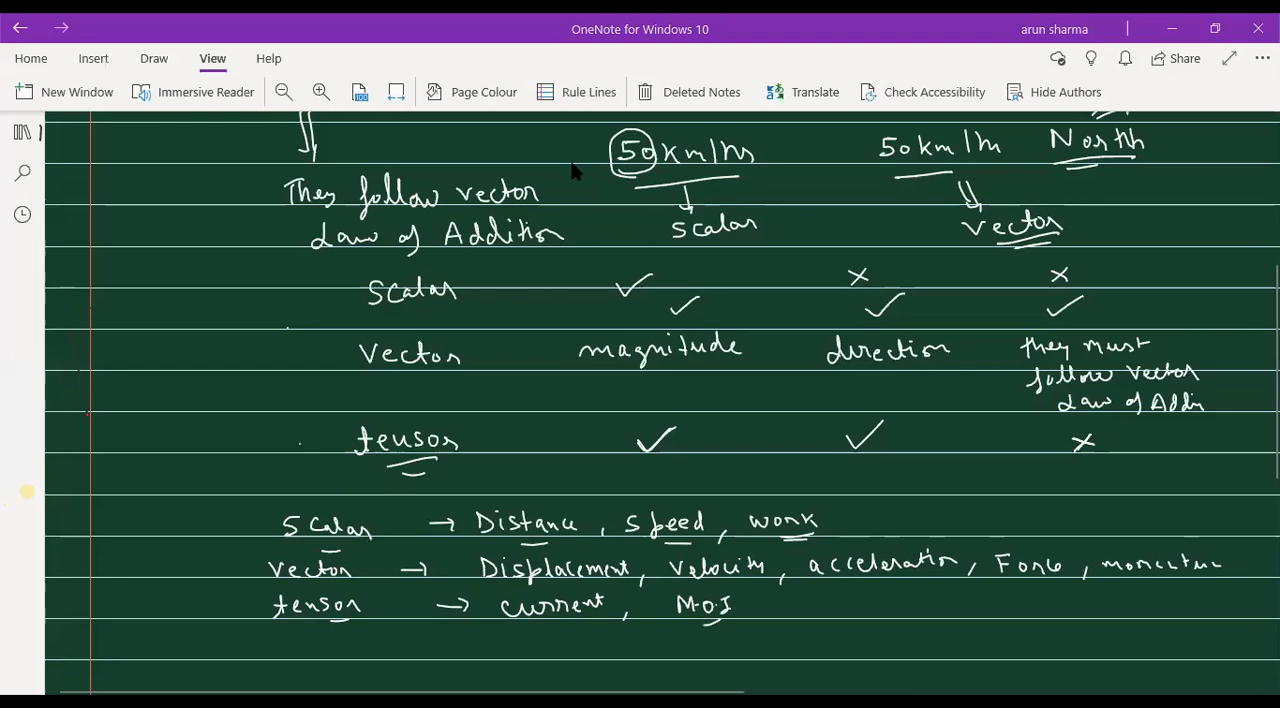 OneNote for Windows 10
arun sharma
Home Insert Draw View Help
Share
New Window Immersive Reader Page Colour Rule Lines Deleted Notes Translate Check Accessibility Hide Authors
50 km/hr 50 km/hr North
They follow vector
Law of Addition
scalar vector
Scalar
Vector magnitude direction they must
follow vector
Law of Addi
tensor
Scalar → Distance, Speed, work
vector → Displacement, velocity, acceleration, Force, momentum
tensor → current, M.O.I